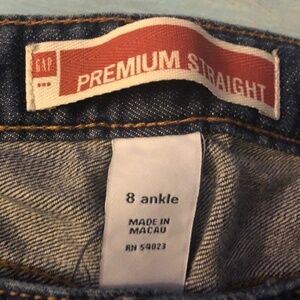 GAP
PREMIUM STRAIGHT
8 ankle
MADE IN
MACAU
RN 54023